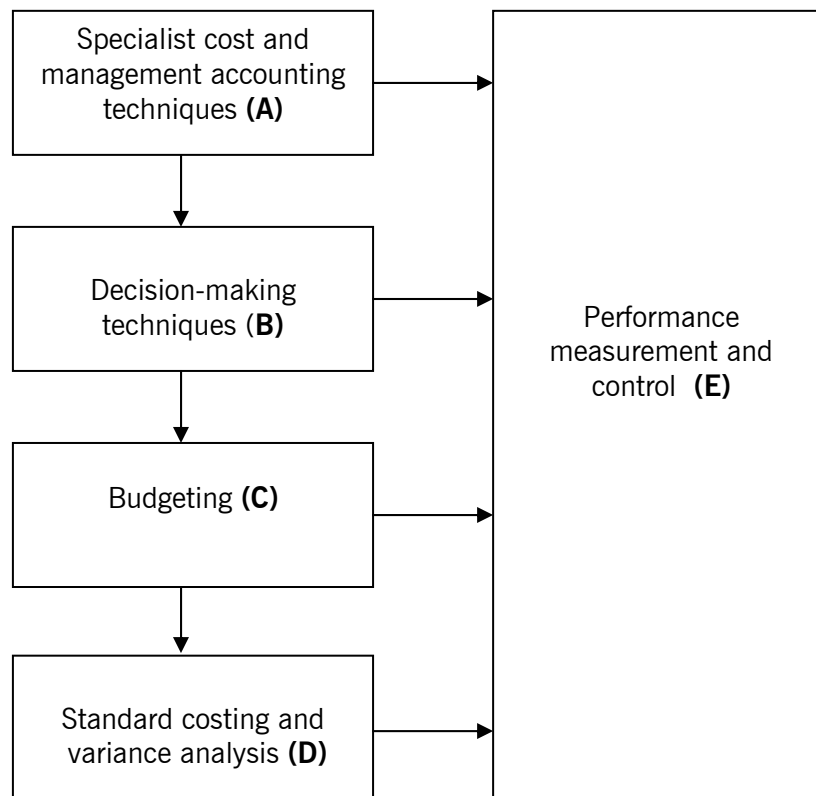 Specialist cost and
management accounting
techniques (A)
Decision-making
techniques (B)
Budgeting (C)
Standard costing and
variance analysis (D)
Performance
measurement and
control (E)